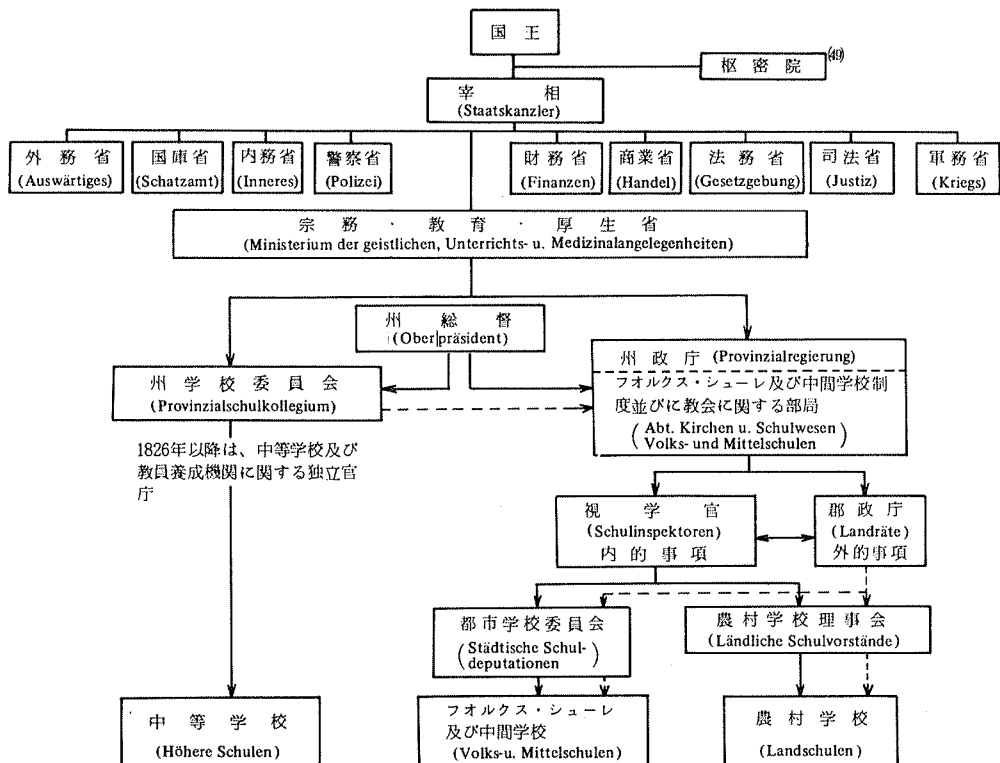 国王
枢密院(49)
宰相
(Staatskanzler)
外務省
(Auswärtiges)
国庫省
(Schatzamt)
内務省
(Inneres)
警察省
(Polizei)
財務省
(Finanzen)
商業省
(Handel)
法務省
(Gesetzgebung)
司法省
(Justiz)
軍務省
(Kriegs)
宗務・教育・厚生省
(Ministerium der geistlichen, Unterrichts- u. Medizinalangelegenheiten)
州総督
(Oberpräsident)
州学校委員会
(Provinzialschulkollegium)
州政庁 (Provinzialregierung)
フオルクス・シューレ及び中間学校制
度並びに教会に関する部局
(Abt. Kirchen u. Schulwesen
Volks- und Mittelschulen)
1826年以降は、中等学校及び
教員養成機関に関する独立官
庁
視学官
(Schulinspektoren)
内的事項
郡政庁
(Landräte)
外的事項
都市学校委員会
(Städtische Schul-
deputationen)
農村学校理事会
(Ländliche Schulvorstände)
中等学校
(Höhere Schulen)
フオルクス・シューレ
及び中間学校
(Volks-u. Mittelschulen)
農村学校
(Landschulen)